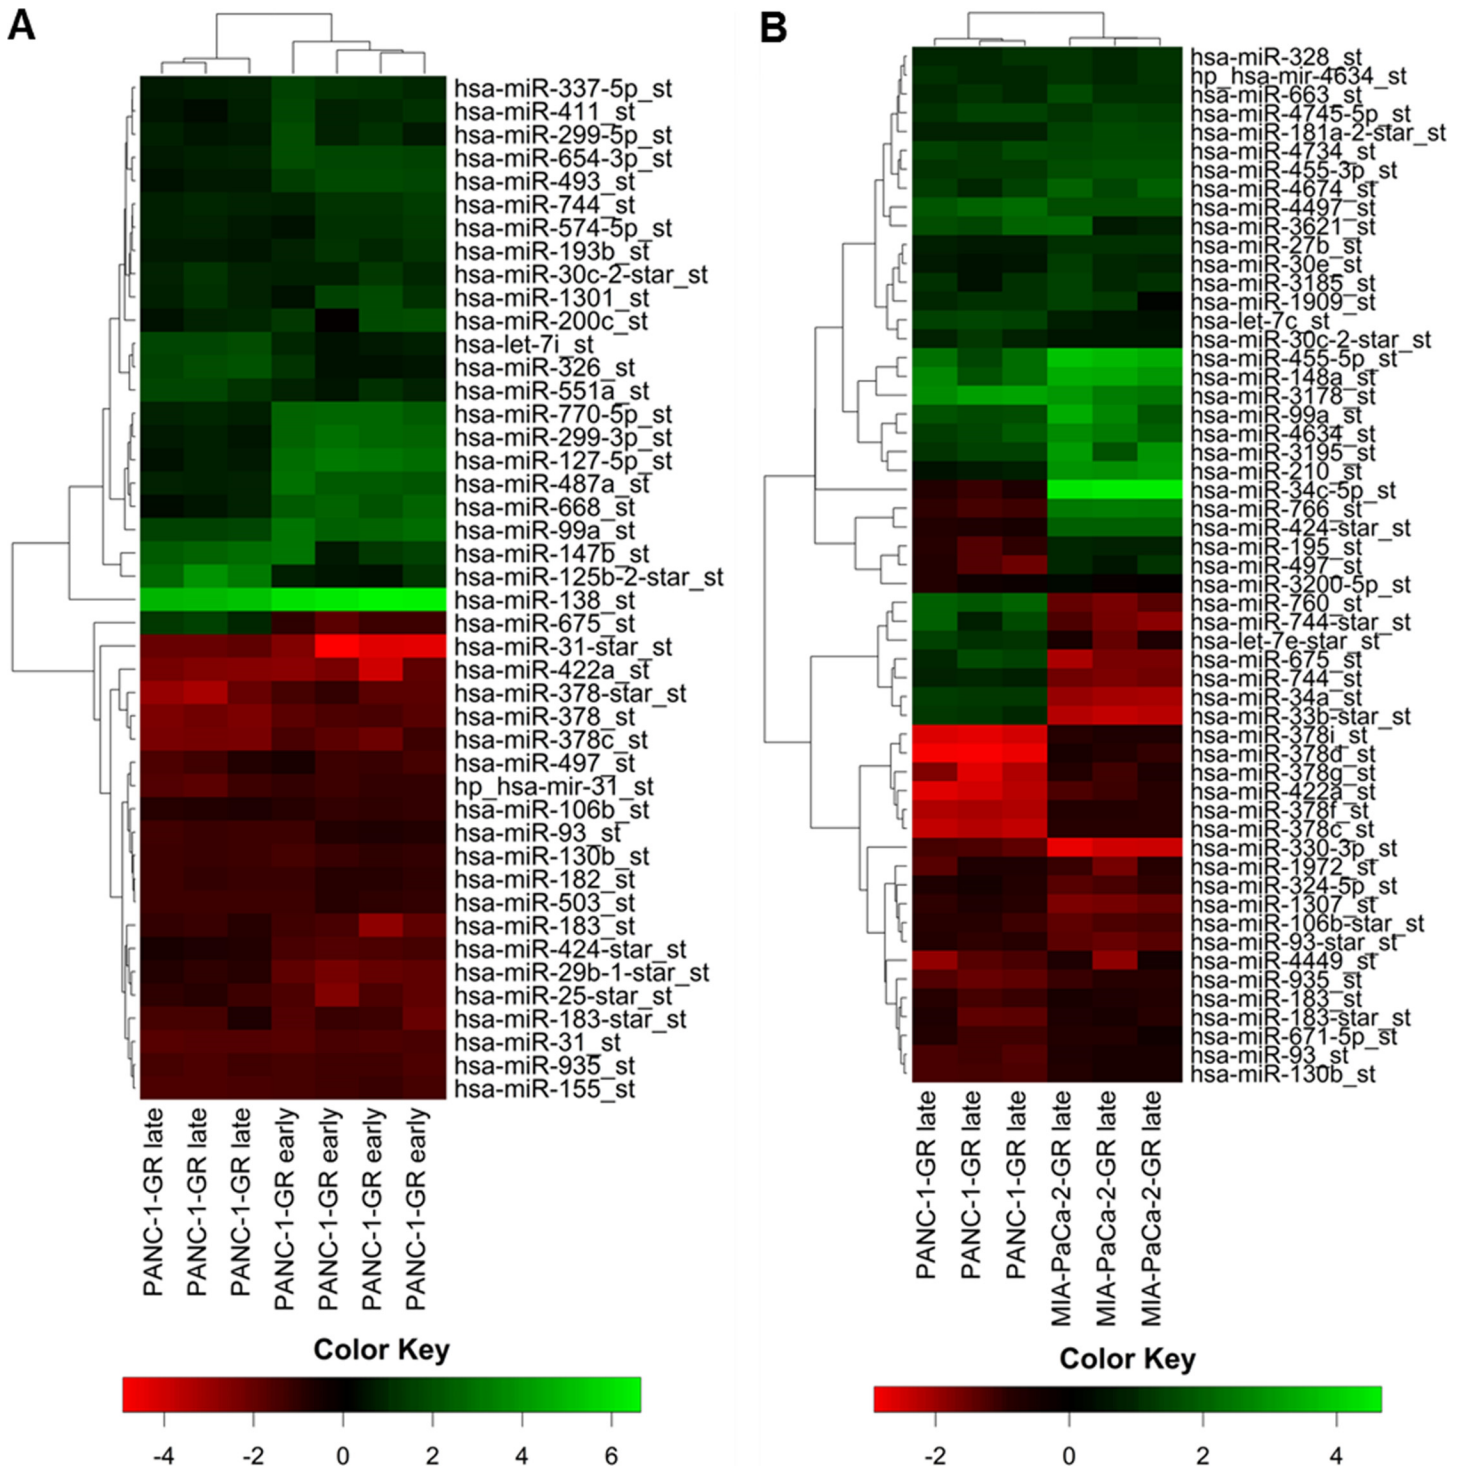 A
hsa-miR-337-5p_st
hsa-miR-411_st
hsa-miR-299-5p_st
hsa-miR-654-3p_st
hsa-miR-493_st
hsa-miR-744_st
hsa-miR-574-5p_st
hsa-miR-193b_st
hsa-miR-30c-2-star_st
hsa-miR-1301_st
hsa-miR-200c_st
hsa-let-7i_st
hsa-miR-326_st
hsa-miR-551a_st
hsa-miR-770-5p_st
hsa-miR-299-3p_st
hsa-miR-127-5p_st
hsa-miR-487a_st
hsa-miR-668_st
hsa-miR-99a_st
hsa-miR-147b_st
hsa-miR-125b-2-star_st
hsa-miR-138_st
hsa-miR-675_st
hsa-miR-31-star_st
hsa-miR-422a_st
hsa-miR-378-star_st
hsa-miR-378_st
hsa-miR-378c_st
hsa-miR-497_st
hp_hsa-mir-31_st
hsa-miR-106b_st
hsa-miR-93_st
hsa-miR-130b_st
hsa-miR-182_st
hsa-miR-503_st
hsa-miR-183_st
hsa-miR-424-star_st
hsa-miR-29b-1-star_st
hsa-miR-25-star_st
hsa-miR-183-star_st
hsa-miR-31_st
hsa-miR-935_st
hsa-miR-155_st
PANC-1-GR late
PANC-1-GR late
PANC-1-GR late
PANC-1-GR early
PANC-1-GR early
PANC-1-GR early
PANC-1-GR early
Color Key
-4 -2 0 2 4 6
B
hsa-miR-328_st
hp_hsa-mir-4634_st
hsa-miR-663_st
hsa-miR-4745-5p_st
hsa-miR-181a-2-star_st
hsa-miR-4734_st
hsa-miR-455-3p_st
hsa-miR-4674_st
hsa-miR-4497_st
hsa-miR-3621_st
hsa-miR-27b_st
hsa-miR-30e_st
hsa-miR-3185_st
hsa-miR-1909_st
hsa-let-7c_st
hsa-miR-30c-2-star_st
hsa-miR-455-5p_st
hsa-miR-148a_st
hsa-miR-3178_st
hsa-miR-99a_st
hsa-miR-4634_st
hsa-miR-3195_st
hsa-miR-210_st
hsa-miR-34c-5p_st
hsa-miR-766_st
hsa-miR-424-star_st
hsa-miR-195_st
hsa-miR-497_st
hsa-miR-3200-5p_st
hsa-miR-760_st
hsa-miR-744-star_st
hsa-let-7e-star_st
hsa-miR-675_st
hsa-miR-744_st
hsa-miR-34a_st
hsa-miR-33b-star_st
hsa-miR-378i_st
hsa-miR-378d_st
hsa-miR-378g_st
hsa-miR-422a_st
hsa-miR-378f_st
hsa-miR-378c_st
hsa-miR-330-3p_st
hsa-miR-1972_st
hsa-miR-324-5p_st
hsa-miR-1307_st
hsa-miR-106b-star_st
hsa-miR-93-star_st
hsa-miR-4449_st
hsa-miR-935_st
hsa-miR-183_st
hsa-miR-183-star_st
hsa-miR-671-5p_st
hsa-miR-93_st
hsa-miR-130b_st
PANC-1-GR late
PANC-1-GR late
PANC-1-GR late
MIA-PaCa-2-GR late
MIA-PaCa-2-GR late
MIA-PaCa-2-GR late
Color Key
-2 0 2 4